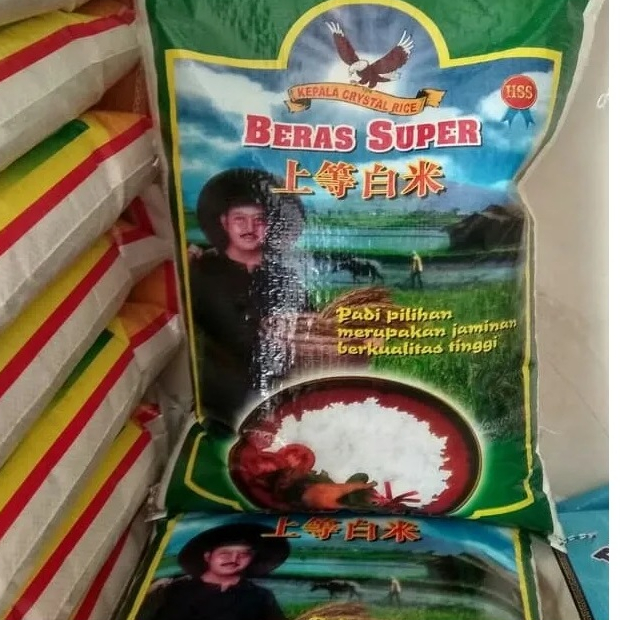 KEPALA CRYSTAL RICE
HSS
BERAS SUPER
上等白米
Padi pilihan
merupakan jaminan
berkualitas tinggi
上等白米